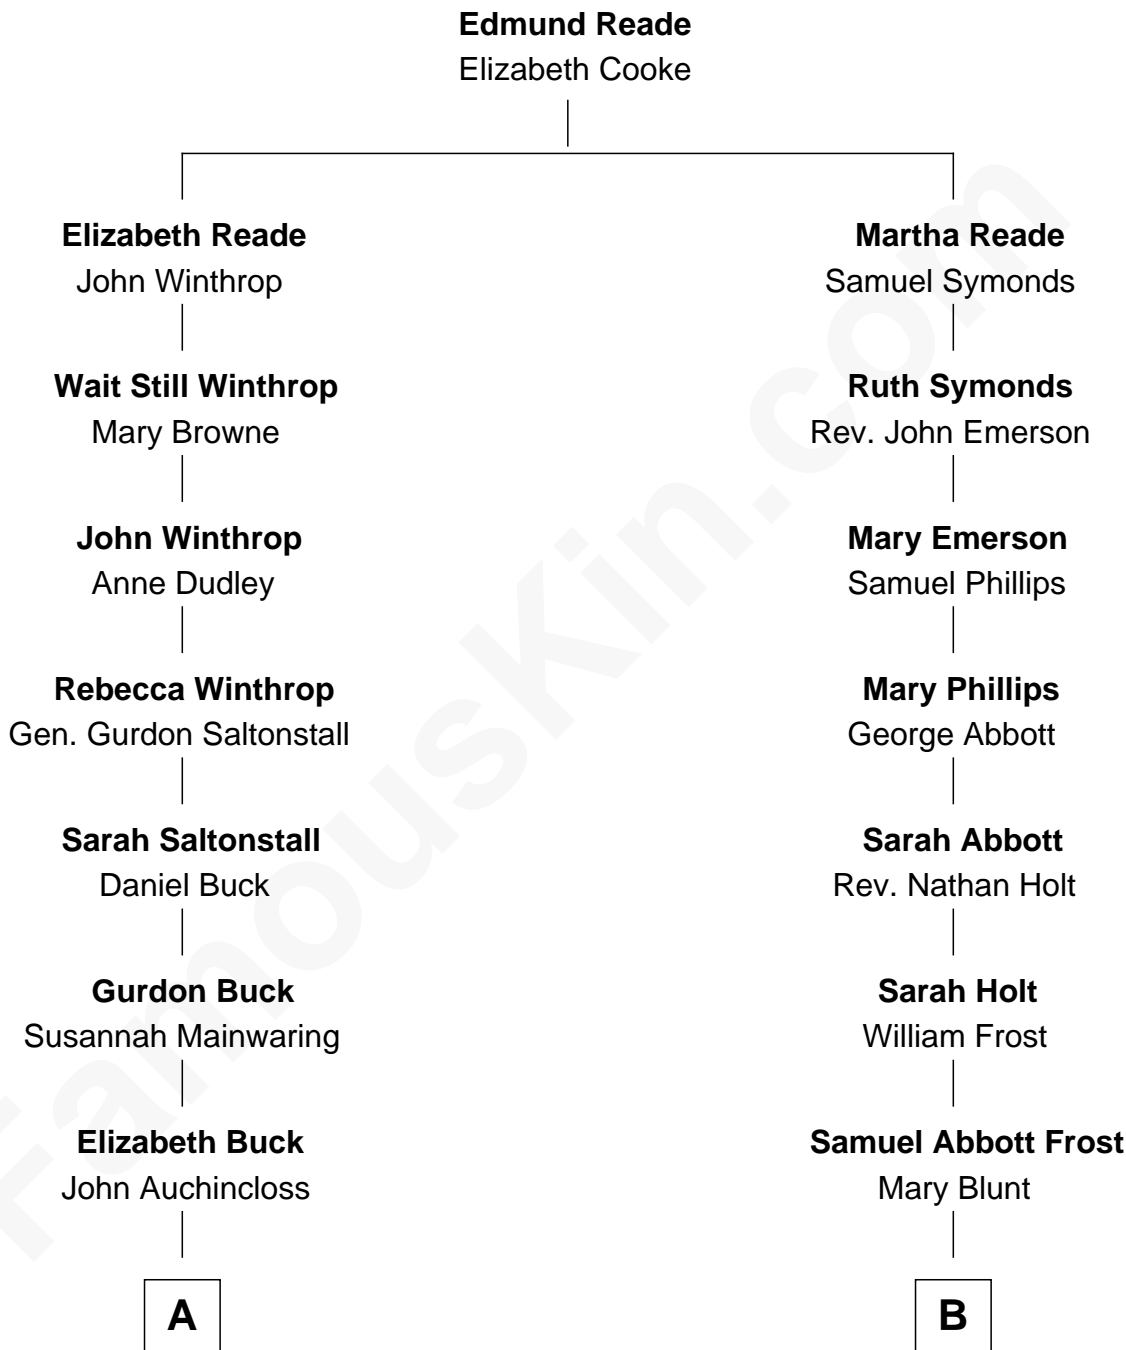 Edmund Reade
Elizabeth Cooke
Elizabeth Reade
John Winthrop
Martha Reade
Samuel Symonds
Wait Still Winthrop
Mary Browne
Ruth Symonds
Rev. John Emerson
John Winthrop
Anne Dudley
Mary Emerson
Samuel Phillips
Rebecca Winthrop
Gen. Gurdon Saltonstall
Mary Phillips
George Abbott
Sarah Saltonstall
Daniel Buck
Sarah Abbott
Rev. Nathan Holt
Gurdon Buck
Susannah Mainwaring
Sarah Holt
William Frost
Elizabeth Buck
John Auchincloss
Samuel Abbott Frost
Mary Blunt
A
B
FamousKin.com